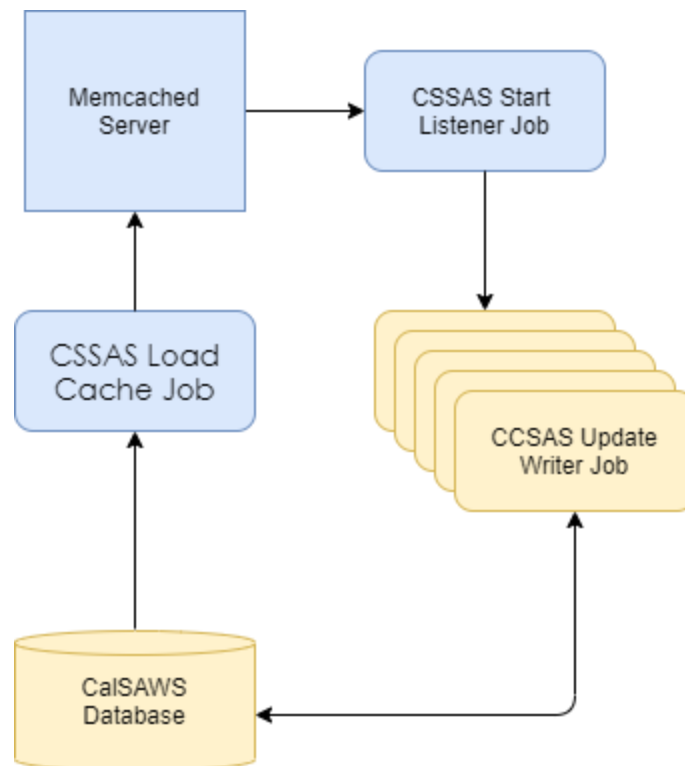 Memcached
Server
CSSAS Start
Listener Job
CSSAS Load
Cache Job
CCSAS Update
Writer Job
CalSAWS
Database